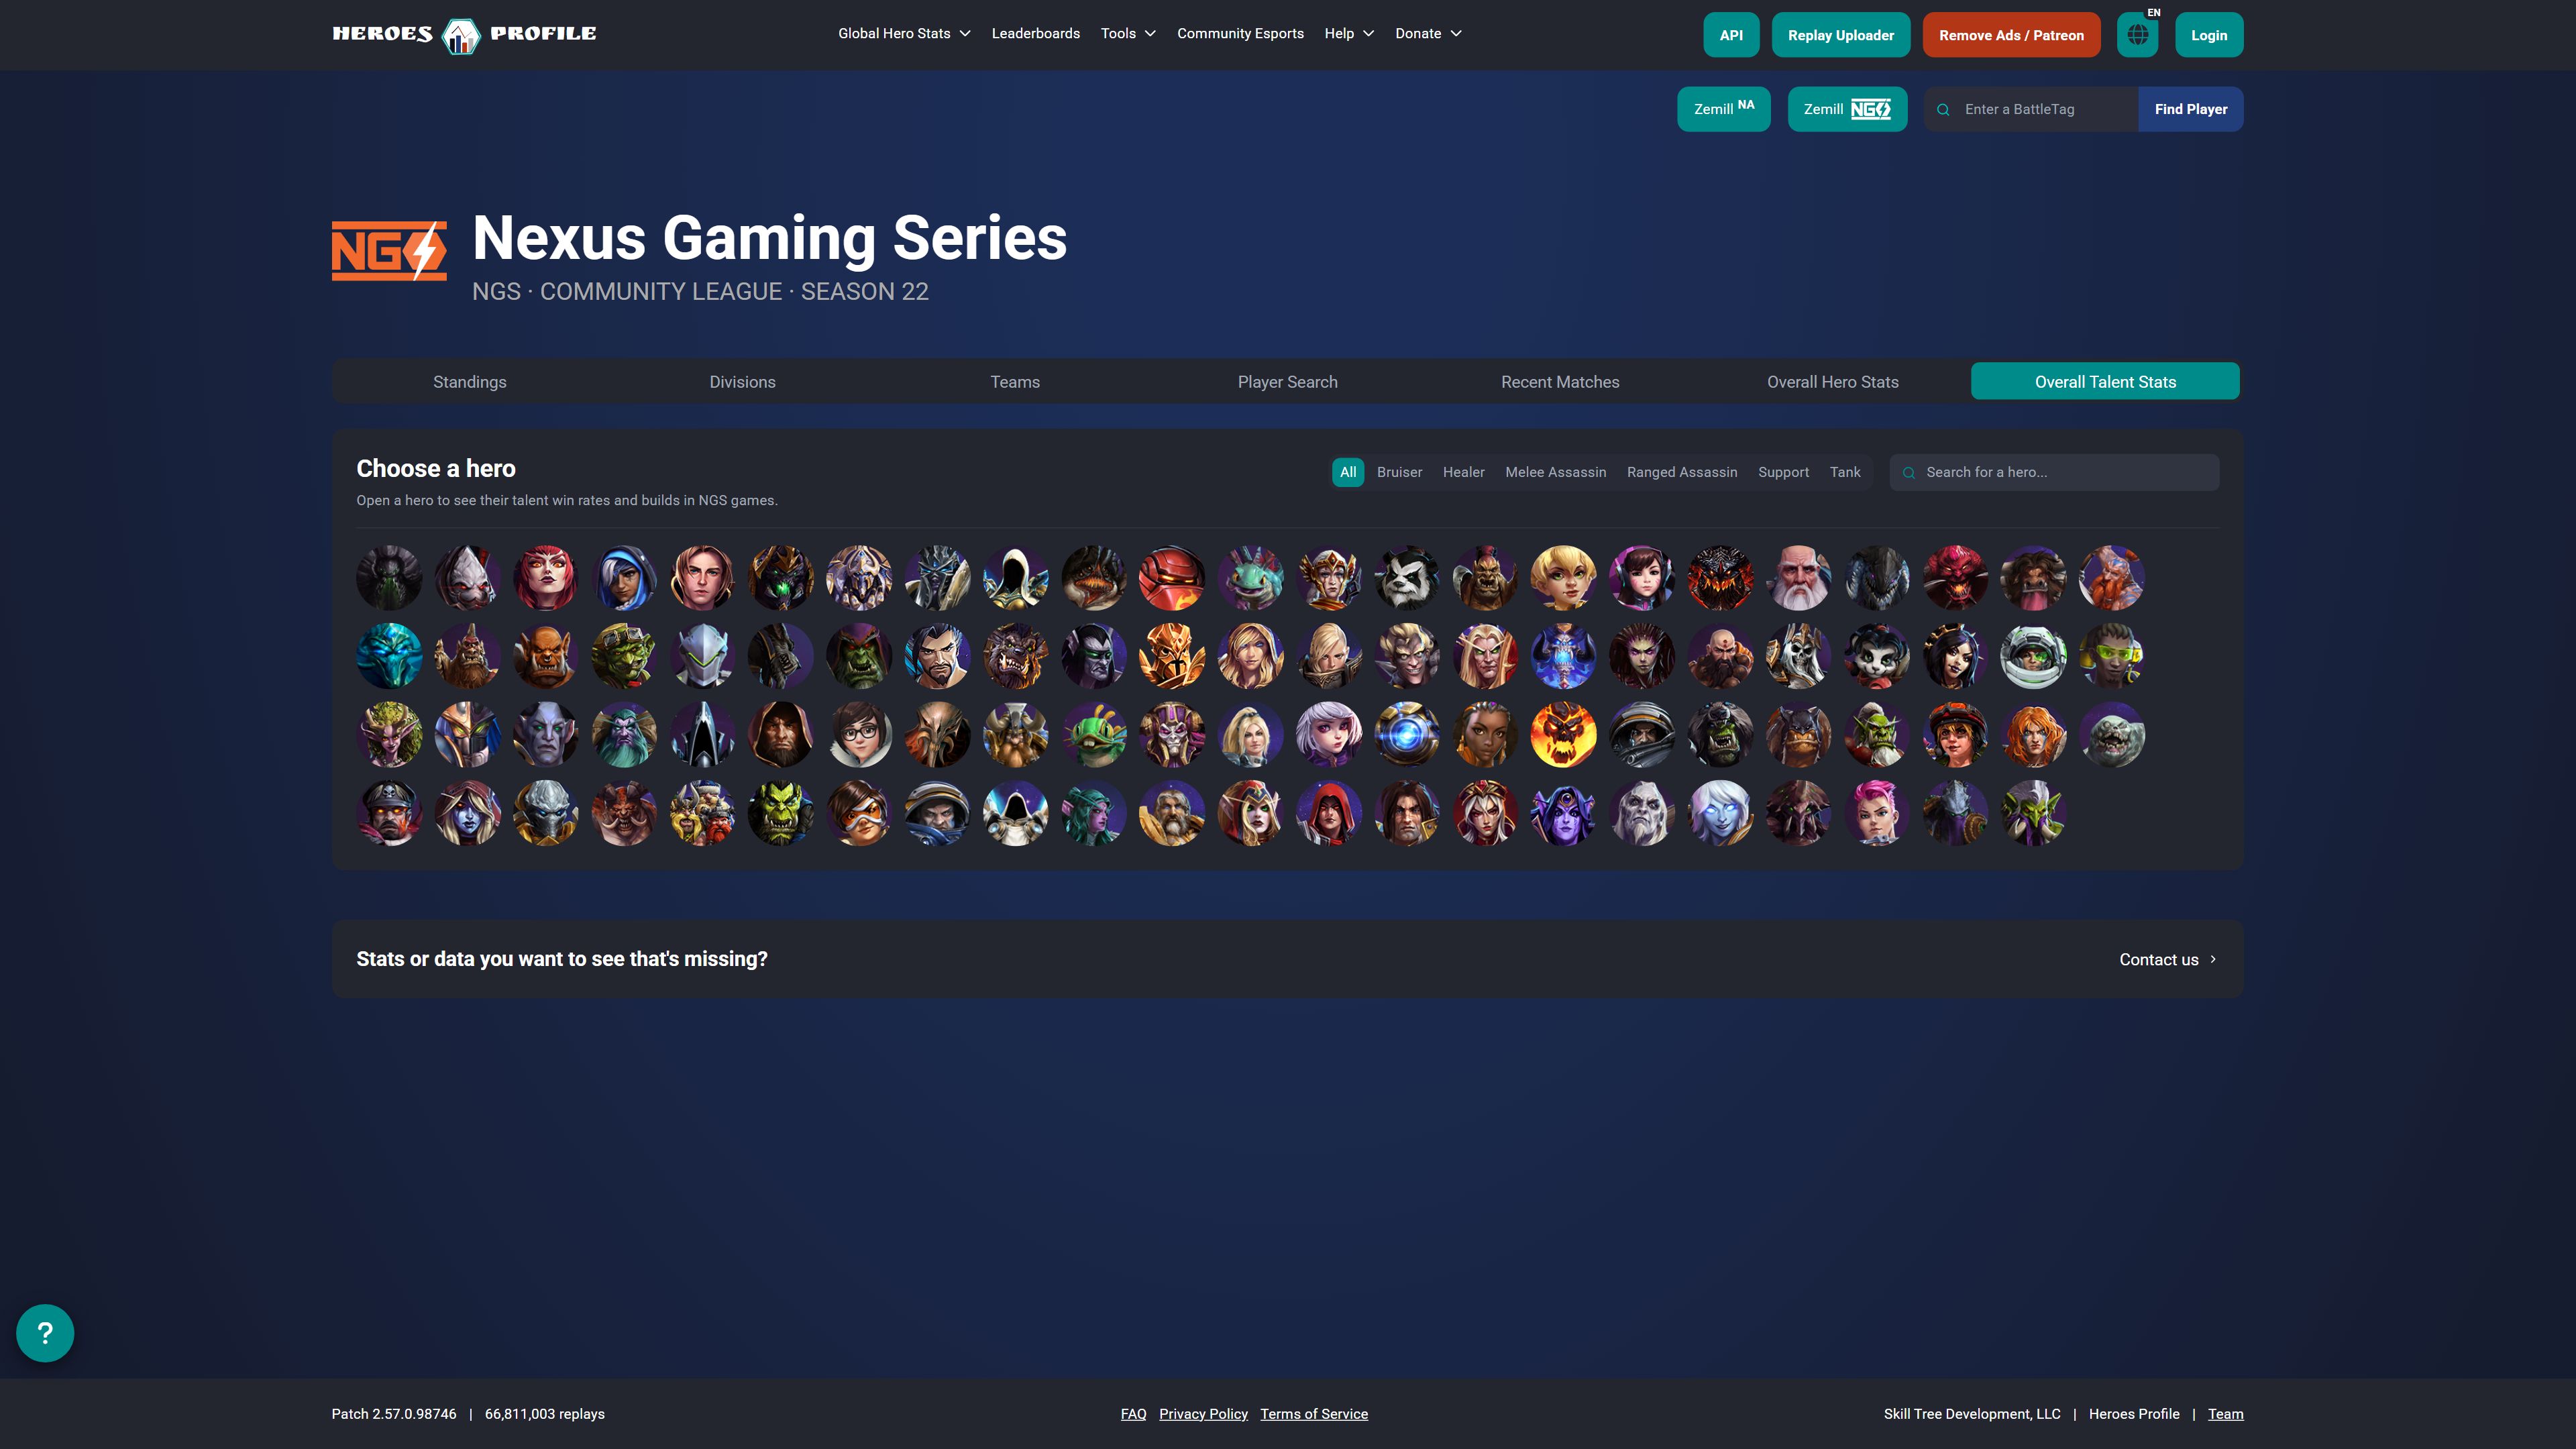 HEROES PROFILE
Global Hero Stats Leaderboards Tools Community Esports Help Donate
API Replay Uploader Remove Ads / Patreon EN Login
Zemill NA Zemill NGS Enter a BattleTag Find Player
NGS
Nexus Gaming Series
NGS · COMMUNITY LEAGUE · SEASON 22
Standings Divisions Teams Player Search Recent Matches Overall Hero Stats Overall Talent Stats
Choose a hero
All Bruiser Healer Melee Assassin Ranged Assassin Support Tank Search for a hero...
Open a hero to see their talent win rates and builds in NGS games.
Stats or data you want to see that's missing?
Contact us
?
Patch 2.57.0.98746 | 66,811,003 replays
FAQ Privacy Policy Terms of Service
Skill Tree Development, LLC | Heroes Profile | Team